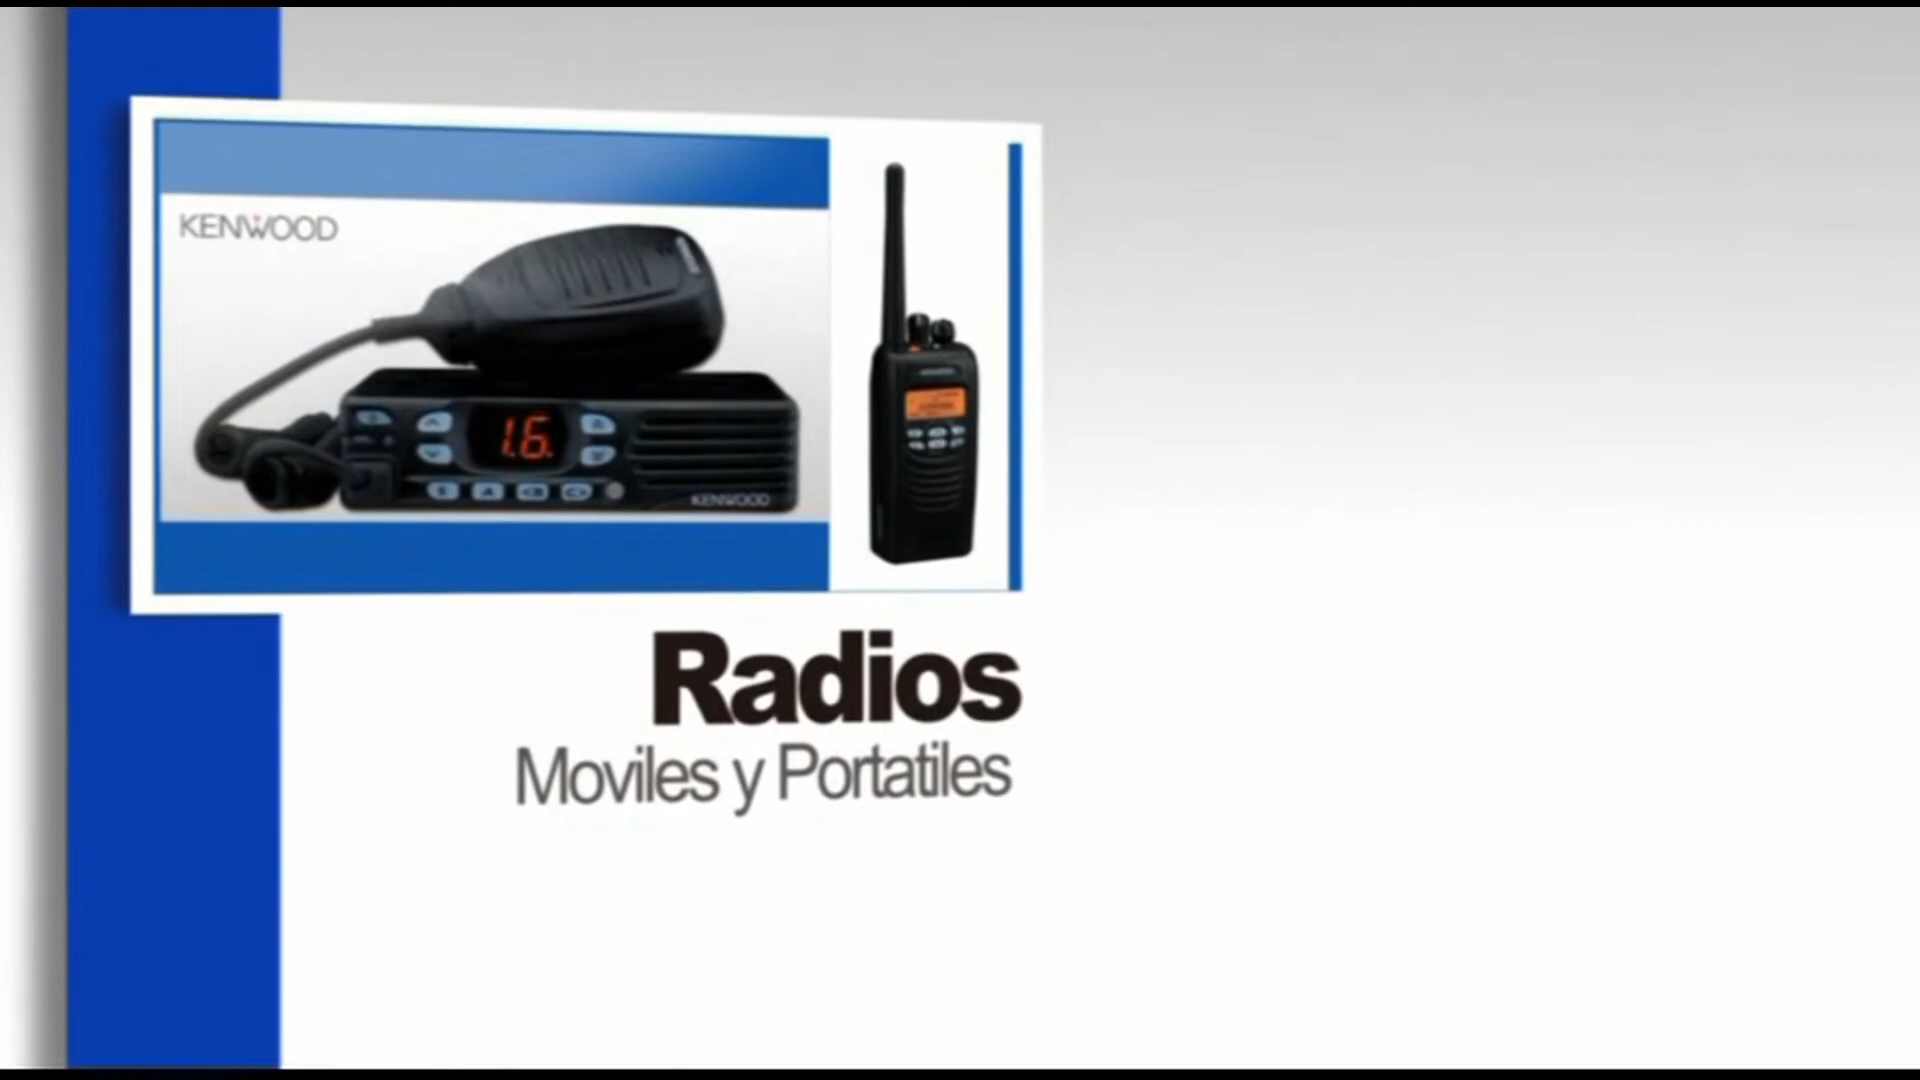 KENWOOD
1.6.
KENWOOD
Radios
Moviles y Portatiles